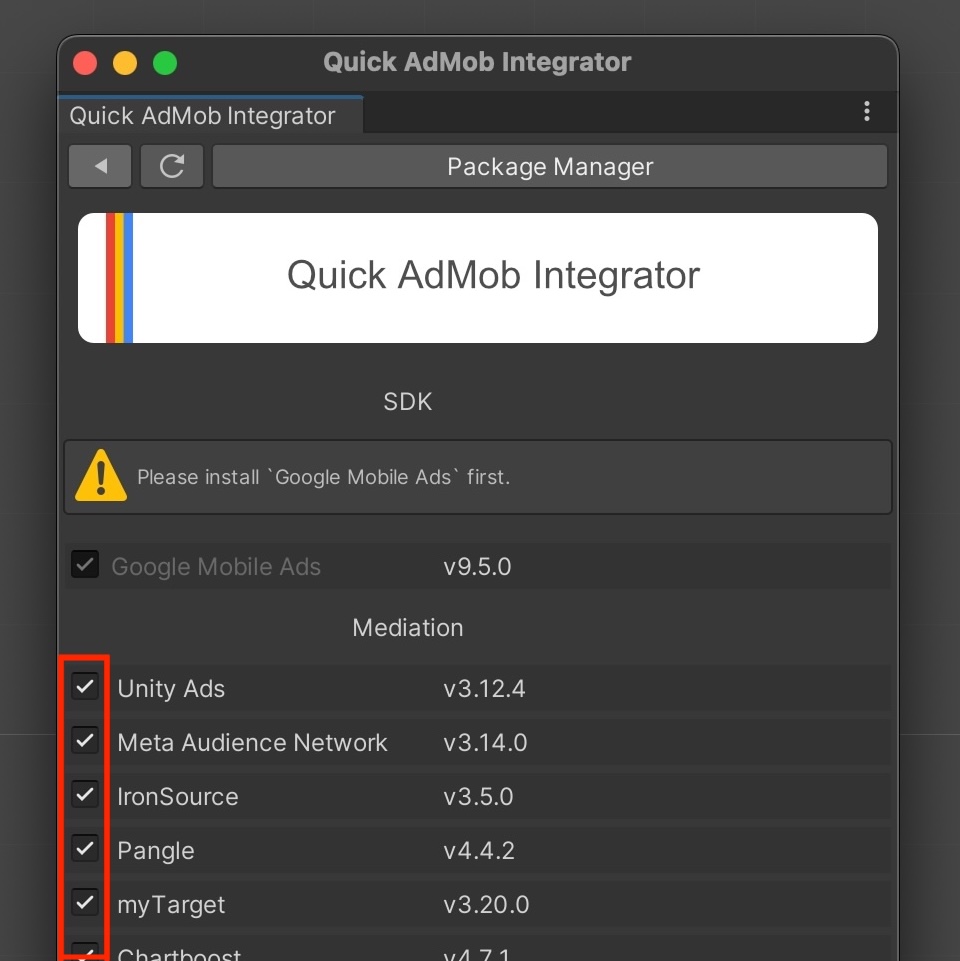 Quick AdMob Integrator
Quick AdMob Integrator
Package Manager
Quick AdMob Integrator
SDK
Please install `Google Mobile Ads` first.
Google Mobile Ads v9.5.0
Mediation
Unity Ads v3.12.4
Meta Audience Network v3.14.0
IronSource v3.5.0
Pangle v4.4.2
myTarget v3.20.0
Chartboost v4.7.1